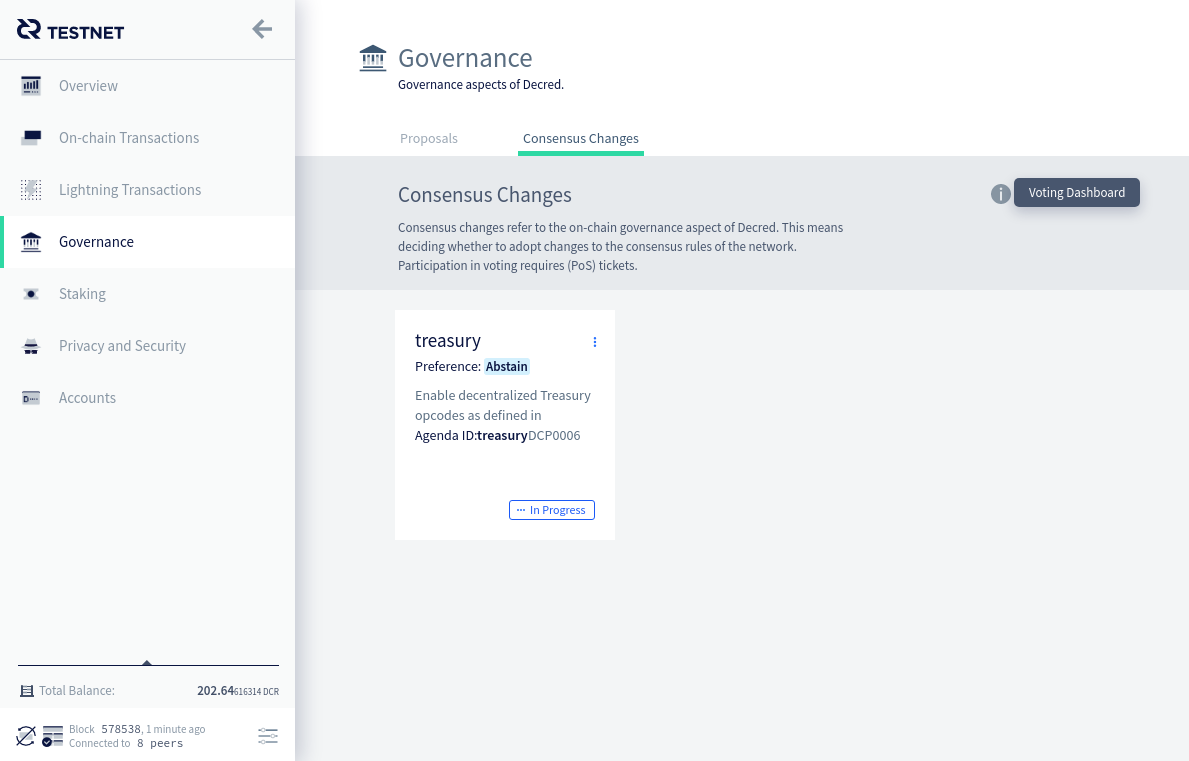 TESTNET
Overview
On-chain Transactions
Lightning Transactions
Governance
Staking
Privacy and Security
Accounts
Total Balance: 202.64616314 DCR
Block 578538, 1 minute ago
Connected to 8 peers
Governance
Governance aspects of Decred.
Proposals Consensus Changes
Consensus Changes
Voting Dashboard
Consensus changes refer to the on-chain governance aspect of Decred. This means
deciding whether to adopt changes to the consensus rules of the network.
Participation in voting requires (PoS) tickets.
treasury
Preference: Abstain
Enable decentralized Treasury
opcodes as defined in
Agenda ID:treasuryDCP0006
In Progress